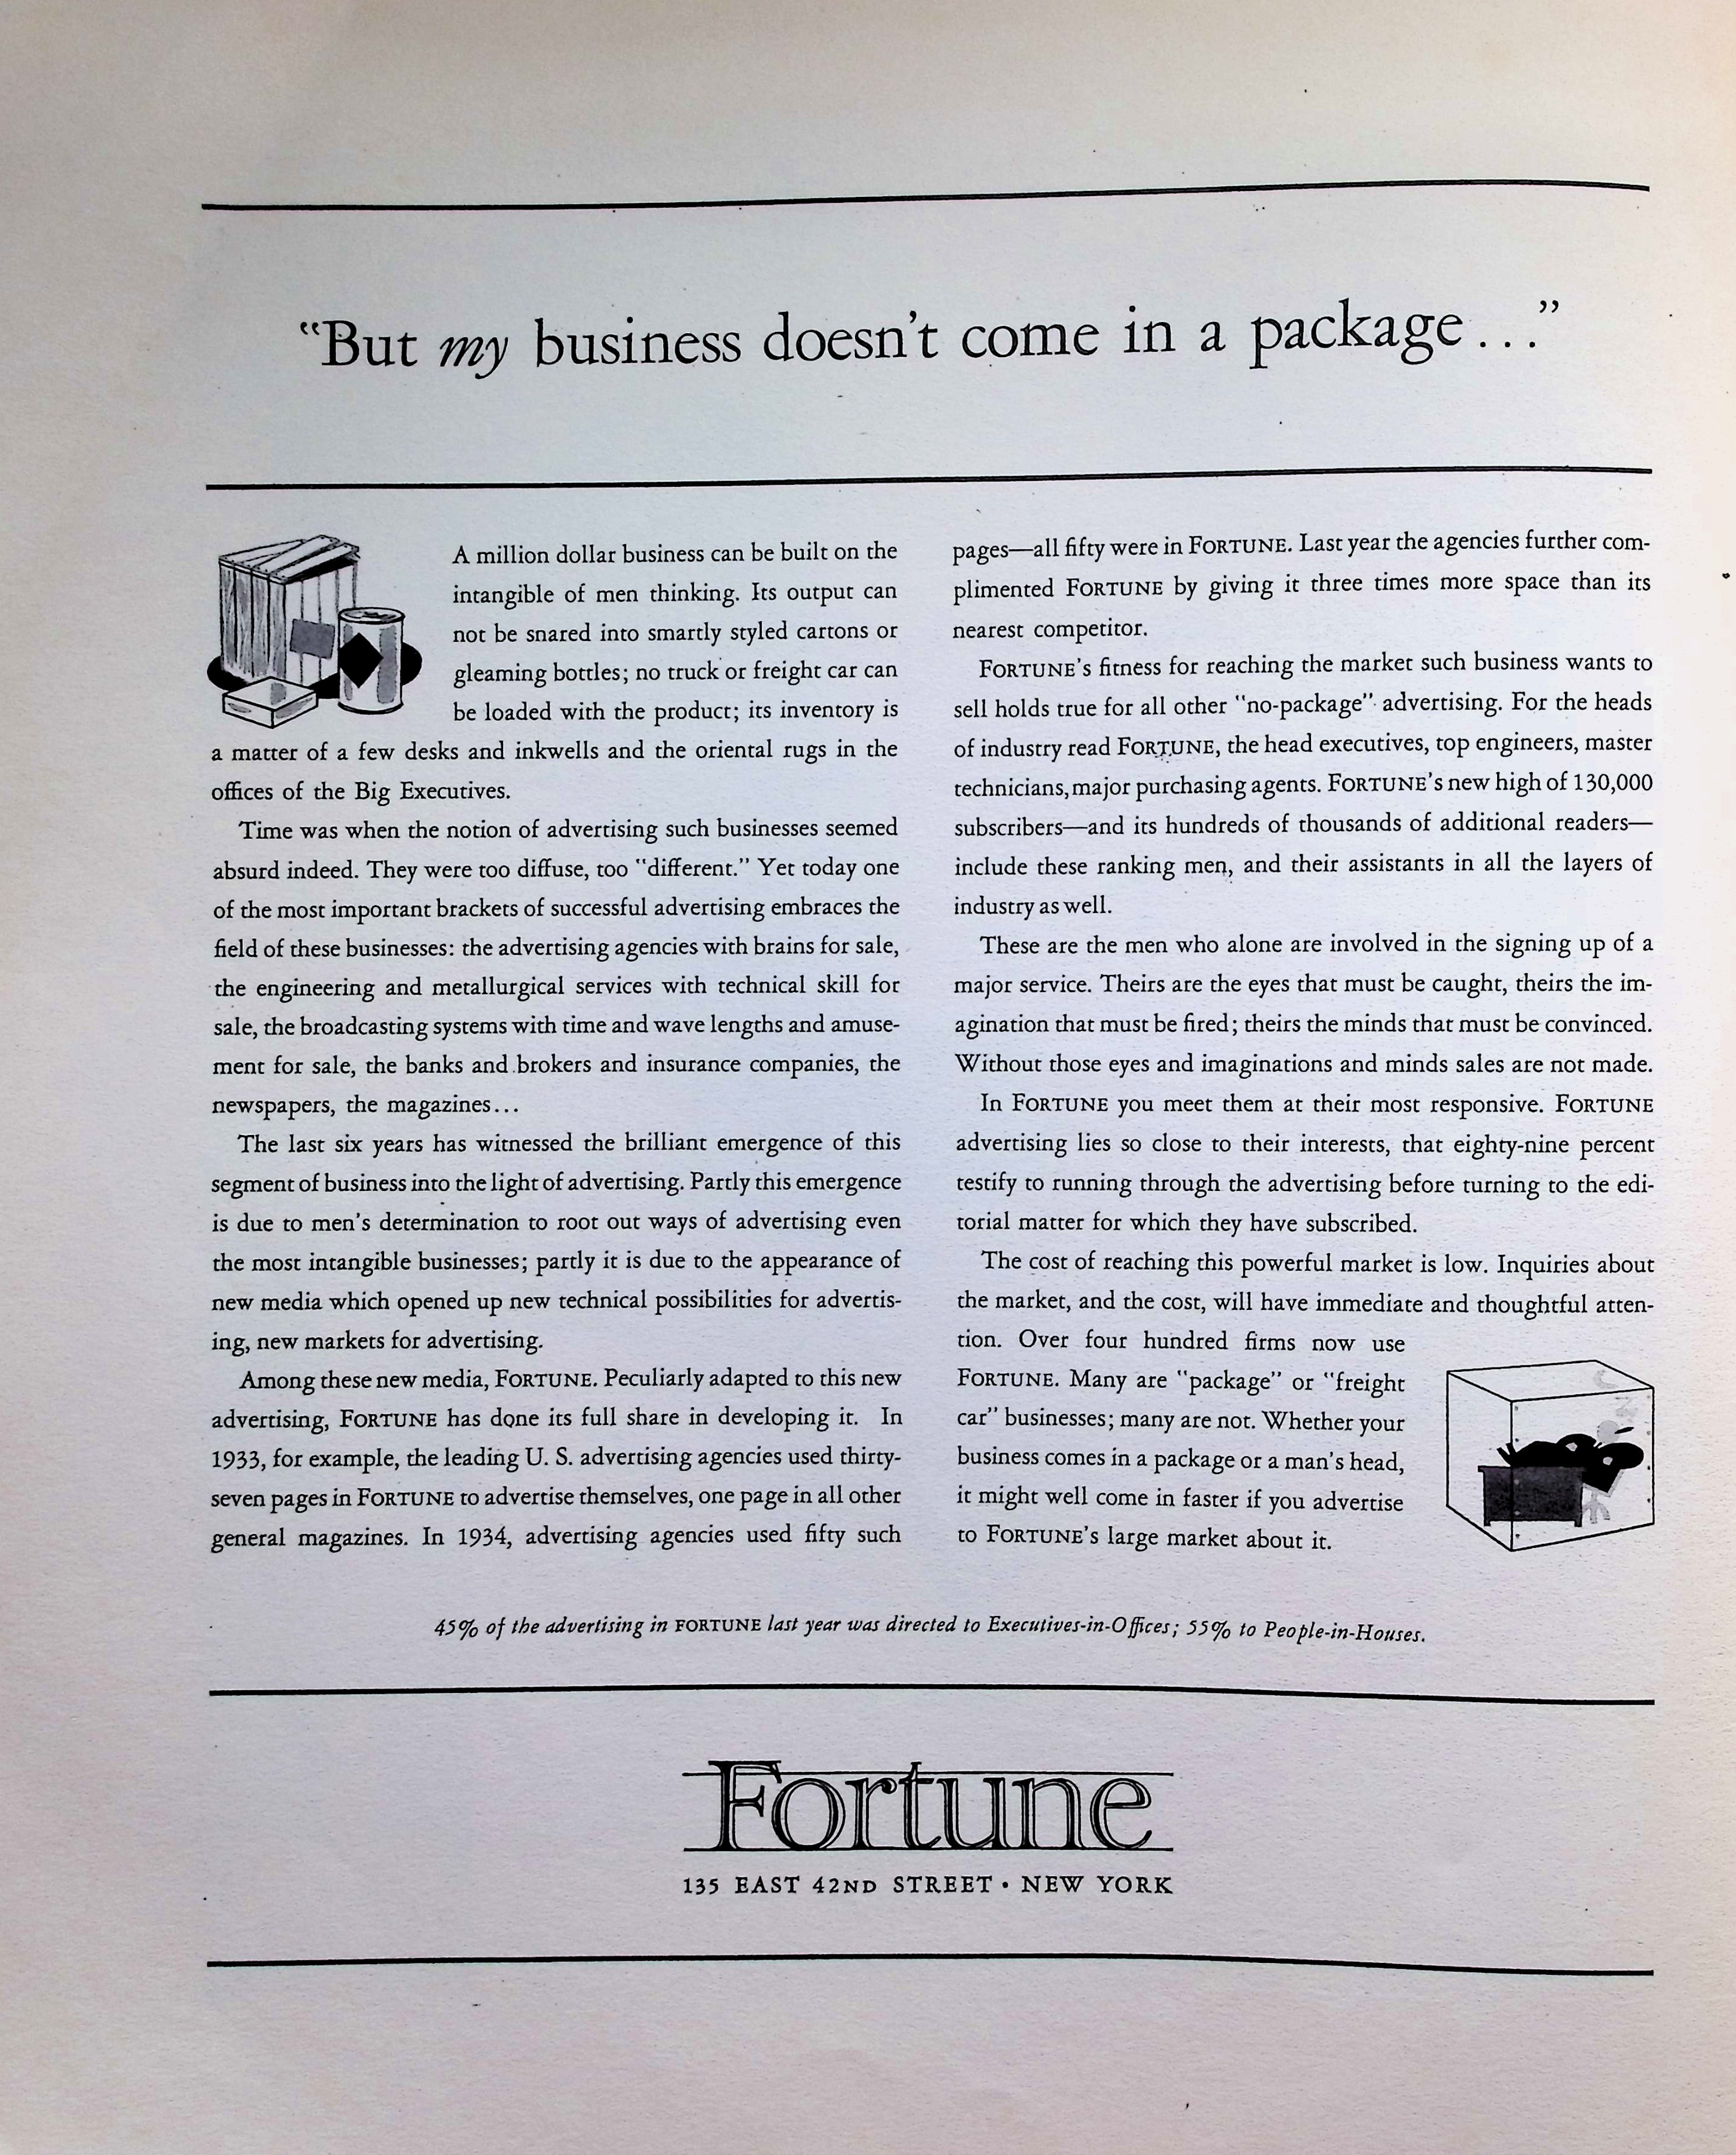 “But my business doesn’t come in a package...”
A million dollar business can be built on the
intangible of men thinking. Its output can
not be snared into smartly styled cartons or
gleaming bottles; no truck or freight car can
be loaded with the product; its inventory is
a matter of a few desks and inkwells and the oriental rugs in the
offices of the Big Executives.
Time was when the notion of advertising such businesses seemed
absurd indeed. They were too diffuse, too “different.” Yet today one
of the most important brackets of successful advertising embraces the
field of these businesses: the advertising agencies with brains for sale,
the engineering and metallurgical services with technical skill for
sale, the broadcasting systems with time and wave lengths and amuse-
ment for sale, the banks and brokers and insurance companies, the
newspapers, the magazines...
The last six years has witnessed the brilliant emergence of this
segment of business into the light of advertising. Partly this emergence
is due to men’s determination to root out ways of advertising even
the most intangible businesses; partly it is due to the appearance of
new media which opened up new technical possibilities for advertis-
ing, new markets for advertising.
Among these new media, FORTUNE. Peculiarly adapted to this new
advertising, FORTUNE has done its full share in developing it. In
1933, for example, the leading U. S. advertising agencies used thirty-
seven pages in FORTUNE to advertise themselves, one page in all other
general magazines. In 1934, advertising agencies used fifty such
pages—all fifty were in FORTUNE. Last year the agencies further com-
plimented FORTUNE by giving it three times more space than its
nearest competitor.
FORTUNE’s fitness for reaching the market such business wants to
sell holds true for all other “no-package” advertising. For the heads
of industry read FORTUNE, the head executives, top engineers, master
technicians, major purchasing agents. FORTUNE’s new high of 130,000
subscribers—and its hundreds of thousands of additional readers—
include these ranking men, and their assistants in all the layers of
industry as well.
These are the men who alone are involved in the signing up of a
major service. Theirs are the eyes that must be caught, theirs the im-
agination that must be fired; theirs the minds that must be convinced.
Without those eyes and imaginations and minds sales are not made.
In FORTUNE you meet them at their most responsive. FORTUNE
advertising lies so close to their interests, that eighty-nine percent
testify to running through the advertising before turning to the edi-
torial matter for which they have subscribed.
The cost of reaching this powerful market is low. Inquiries about
the market, and the cost, will have immediate and thoughtful atten-
tion. Over four hundred firms now use
FORTUNE. Many are “package” or “freight
car” businesses; many are not. Whether your
business comes in a package or a man’s head,
it might well come in faster if you advertise
to FORTUNE’s large market about it.
45% of the advertising in FORTUNE last year was directed to Executives-in-Offices; 55% to People-in-Houses.
Fortune
135 EAST 42ND STREET • NEW YORK